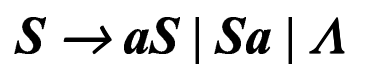 S → aS | Sa | Λ